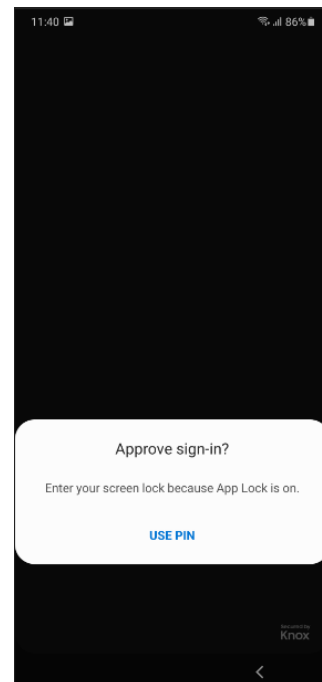 11:40 86%
Approve sign-in?
Enter your screen lock because App Lock is on.
USE PIN
Secured by
Knox